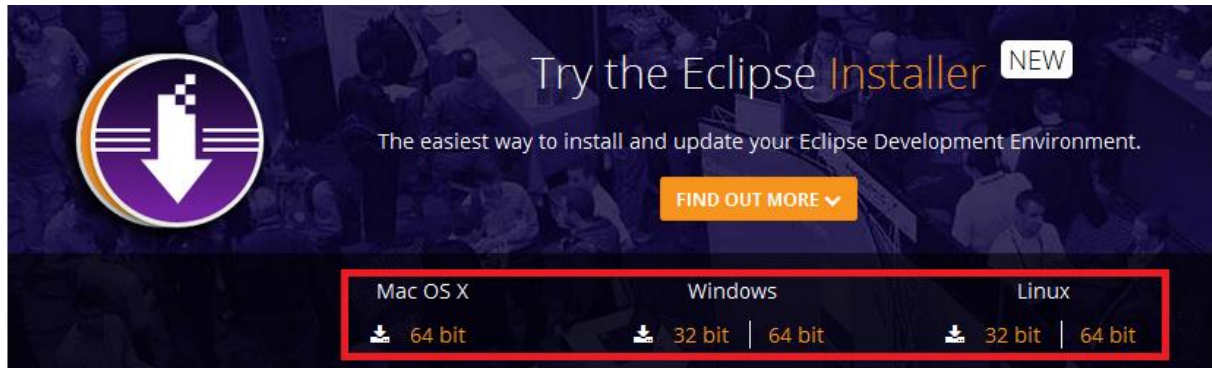 Try the Eclipse Installer NEW
The easiest way to install and update your Eclipse Development Environment.
FIND OUT MORE
Mac OS X Windows Linux
64 bit 32 bit 64 bit 32 bit 64 bit